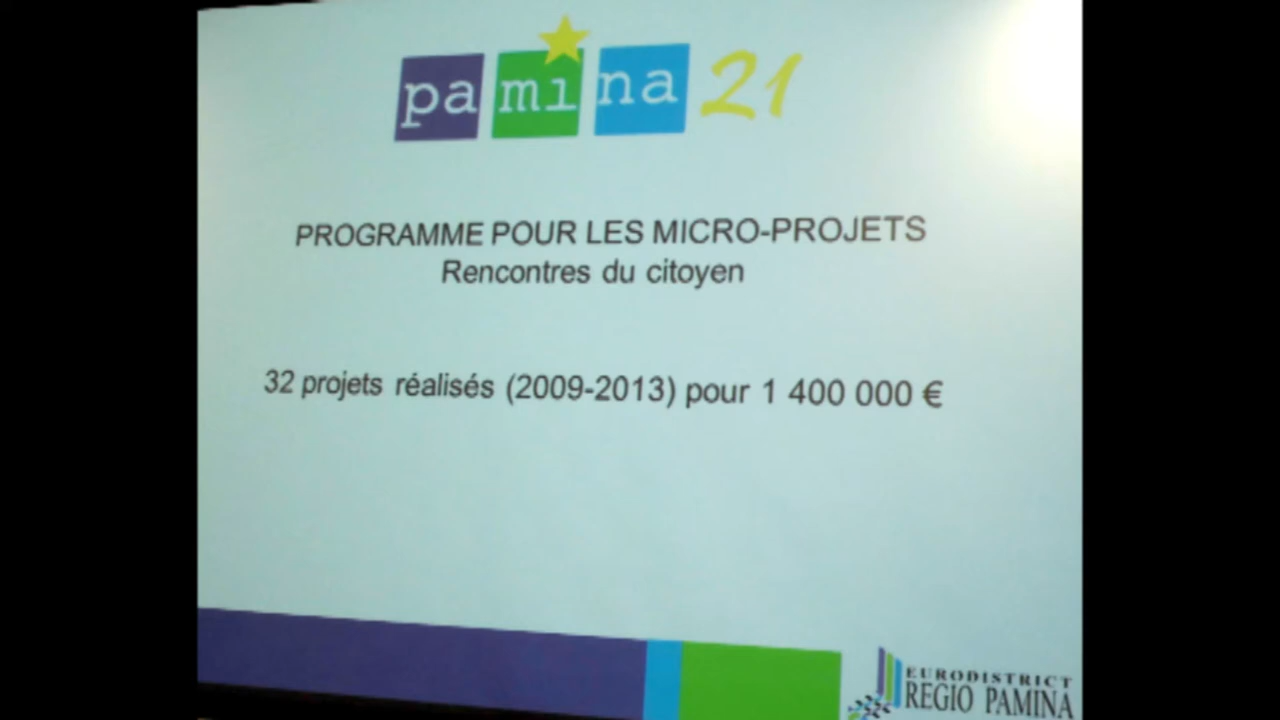 pamina 21
PROGRAMME POUR LES MICRO-PROJETS
Rencontres du citoyen
32 projets réalisés (2009-2013) pour 1 400 000 €
EURODISTRICT
REGIO PAMINA